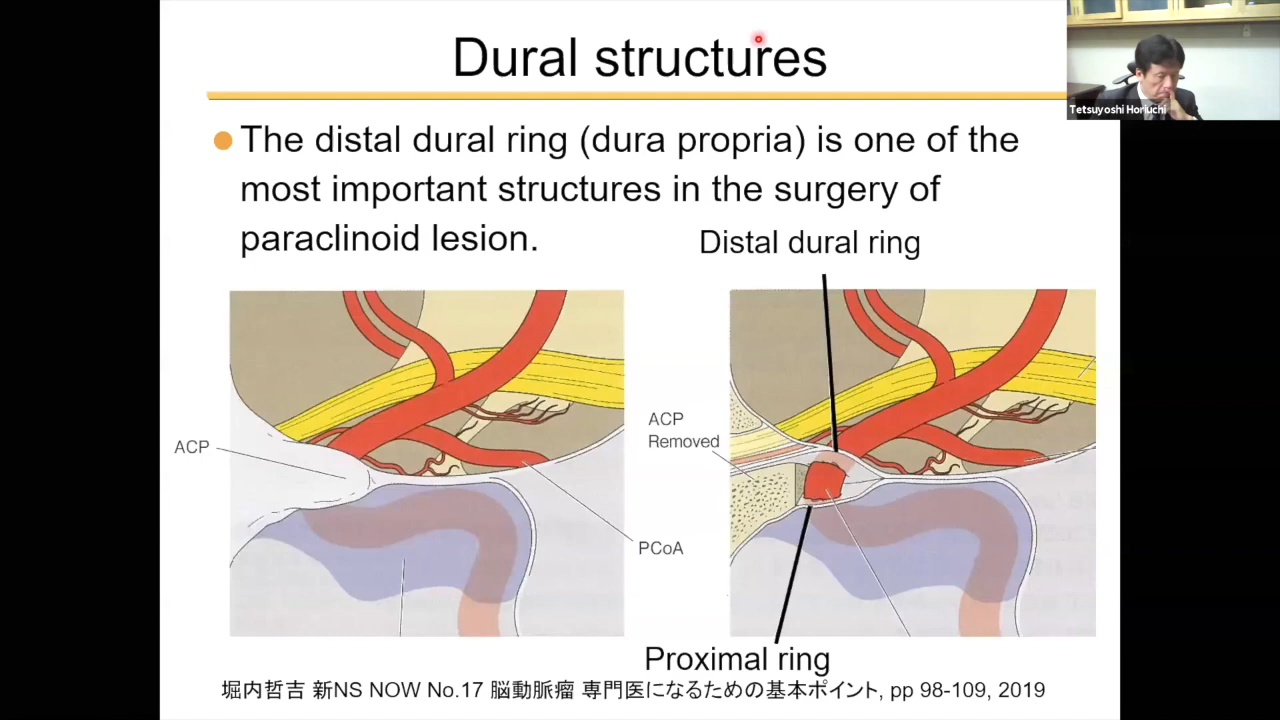 Dural structures
Tetsuyoshi Horiuchi
The distal dural ring (dura propria) is one of the
most important structures in the surgery of
paraclinoid lesion.
Distal dural ring
ACP
ACP
Removed
PCoA
Proximal ring
堀内哲吉 新NS NOW No.17 脳動脈瘤 専門医になるための基本ポイント, pp 98-109, 2019